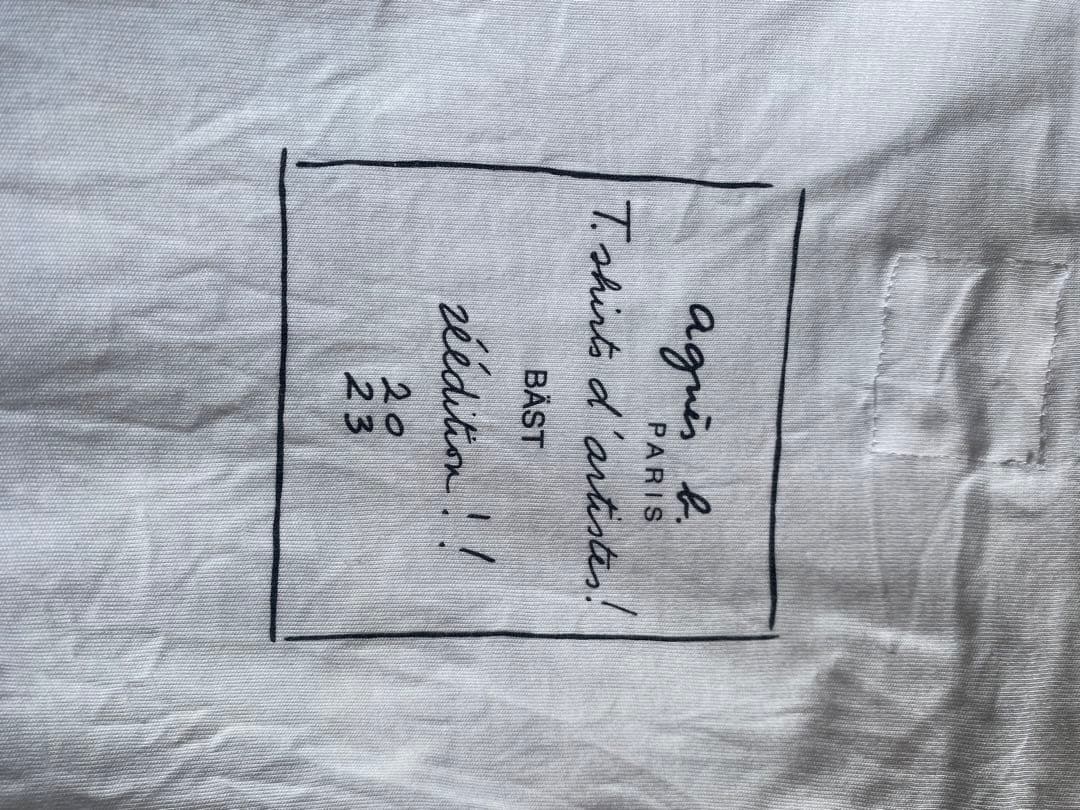 agnès b.
PARIS
T. shirts d'artistes!
BÄST
réédition!!
20
23